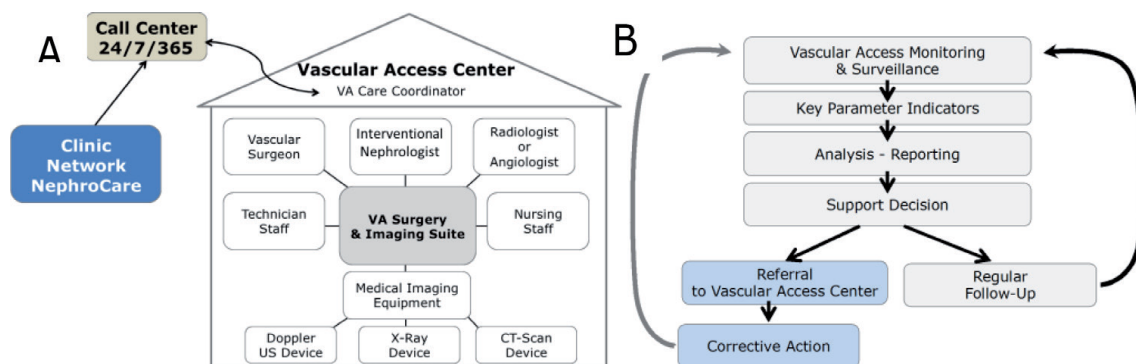 A
Call Center
24/7/365
Clinic
Network
NephroCare
Vascular Access Center
VA Care Coordinator
Vascular
Surgeon
Interventional
Nephrologist
Radiologist
or
Angiologist
Technician
Staff
VA Surgery
& Imaging Suite
Nursing
Staff
Medical Imaging
Equipment
Doppler
US Device
X-Ray
Device
CT-Scan
Device
B
Vascular Access Monitoring
& Surveillance
Key Parameter Indicators
Analysis - Reporting
Support Decision
Referral
to Vascular Access Center
Regular
Follow-Up
Corrective Action